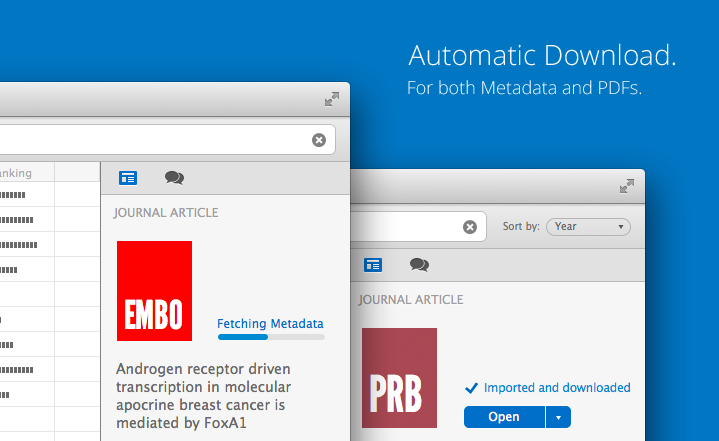 Automatic Download.
For both Metadata and PDFs.
anking
JOURNAL ARTICLE
EMBO
Fetching Metadata
Androgen receptor driven
transcription in molecular
apocrine breast cancer is
mediated by FoxA1
Sort by: Year
JOURNAL ARTICLE
PRB
Imported and downloaded
Open